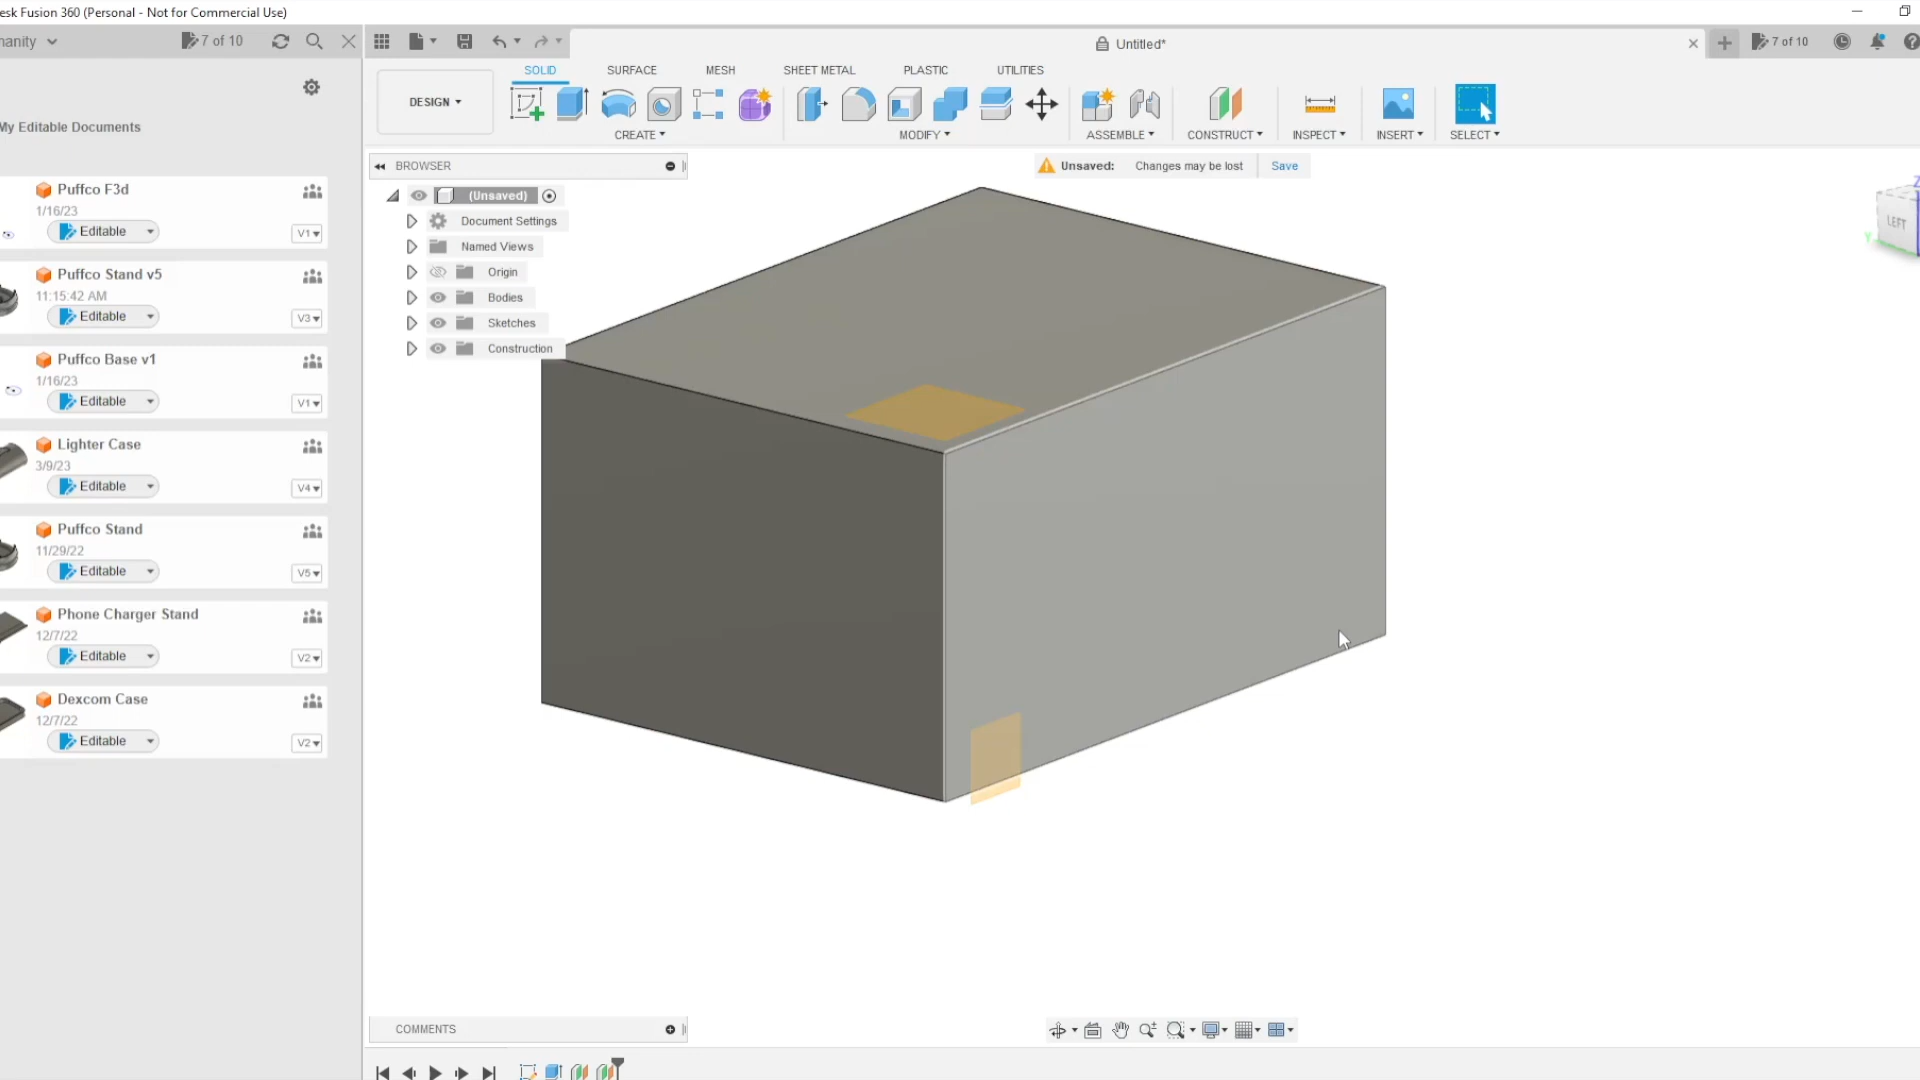 esk Fusion 360 (Personal - Not for Commercial Use)
nanity
7 of 10
Untitled*
7 of 10
My Editable Documents
Puffco F3d
1/16/23
Editable
V1
Puffco Stand v5
11:15:42 AM
Editable
V3
Puffco Base v1
1/16/23
Editable
V1
Lighter Case
3/9/23
Editable
V4
Puffco Stand
11/29/22
Editable
V5
Phone Charger Stand
12/7/22
Editable
V2
Dexcom Case
12/7/22
Editable
V2
SOLID SURFACE MESH SHEET METAL PLASTIC UTILITIES
DESIGN
CREATE MODIFY ASSEMBLE CONSTRUCT INSPECT INSERT SELECT
BROWSER
Unsaved: Changes may be lost Save
(Unsaved)
Document Settings
Named Views
Origin
Bodies
Sketches
Construction
Z
LEFT
Y
COMMENTS